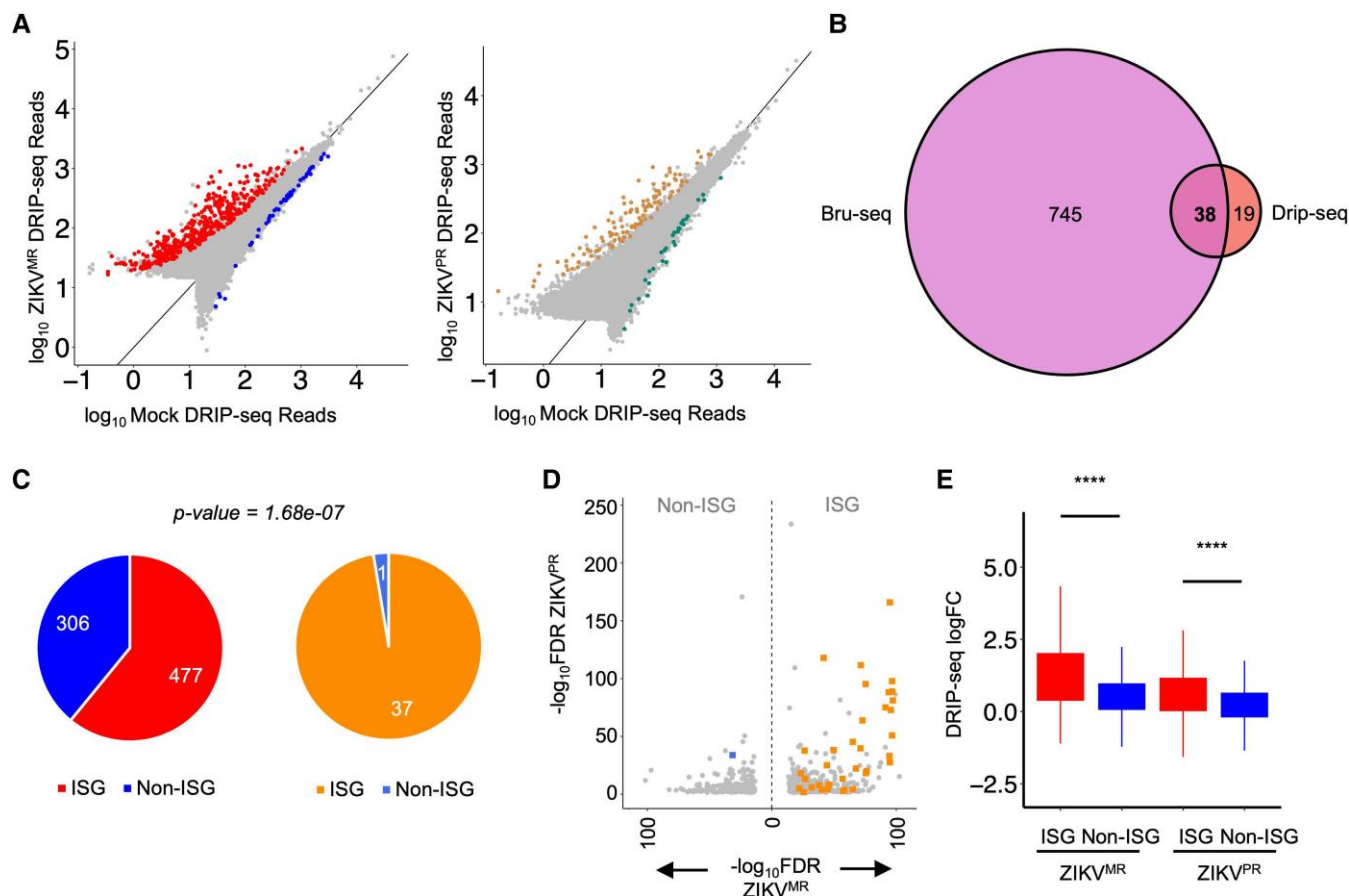 A
5
4
3
2
1
0
log10 ZIKVMR DRIP-seq Reads
−1 0 1 2 3 4
log10 Mock DRIP-seq Reads
4
3
2
1
log10 ZIKVPR DRIP-seq Reads
−1 0 1 2 3 4
log10 Mock DRIP-seq Reads
B
Bru-seq
745
38
19
Drip-seq
C
p-value = 1.68e-07
306
477
ISG Non-ISG
1
37
ISG Non-ISG
D
Non-ISG ISG
250
200
150
100
50
0
-log10FDR ZIKVPR
100 0 100
-log10FDR
ZIKVMR
E
****
****
5.0
2.5
0.0
−2.5
DRIP-seq logFC
ISG Non-ISG ISG Non-ISG
ZIKVMR ZIKVPR